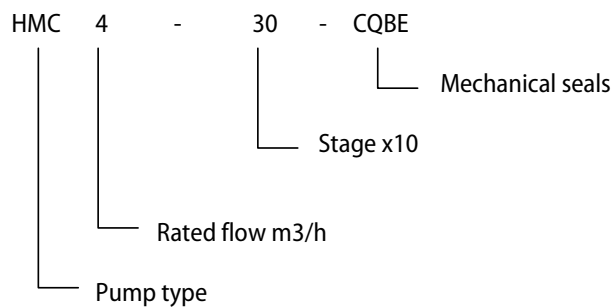 HMC 4 - 30 - CQBE
Mechanical seals
Stage x10
Rated flow m3/h
Pump type